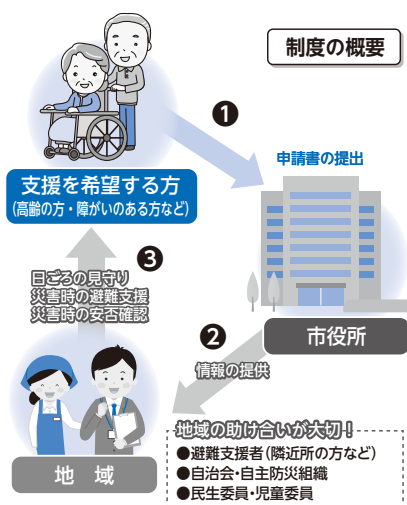 制度の概要
❶
申請書の提出
支援を希望する方
(高齢の方・障がいのある方など)
❸
日ごろの見守り
災害時の避難支援
災害時の安否確認
❷
市役所
情報の提供
地域の助け合いが大切！
●避難支援者(隣近所の方など)
●自治会・自主防災組織
●民生委員・児童委員
地　域